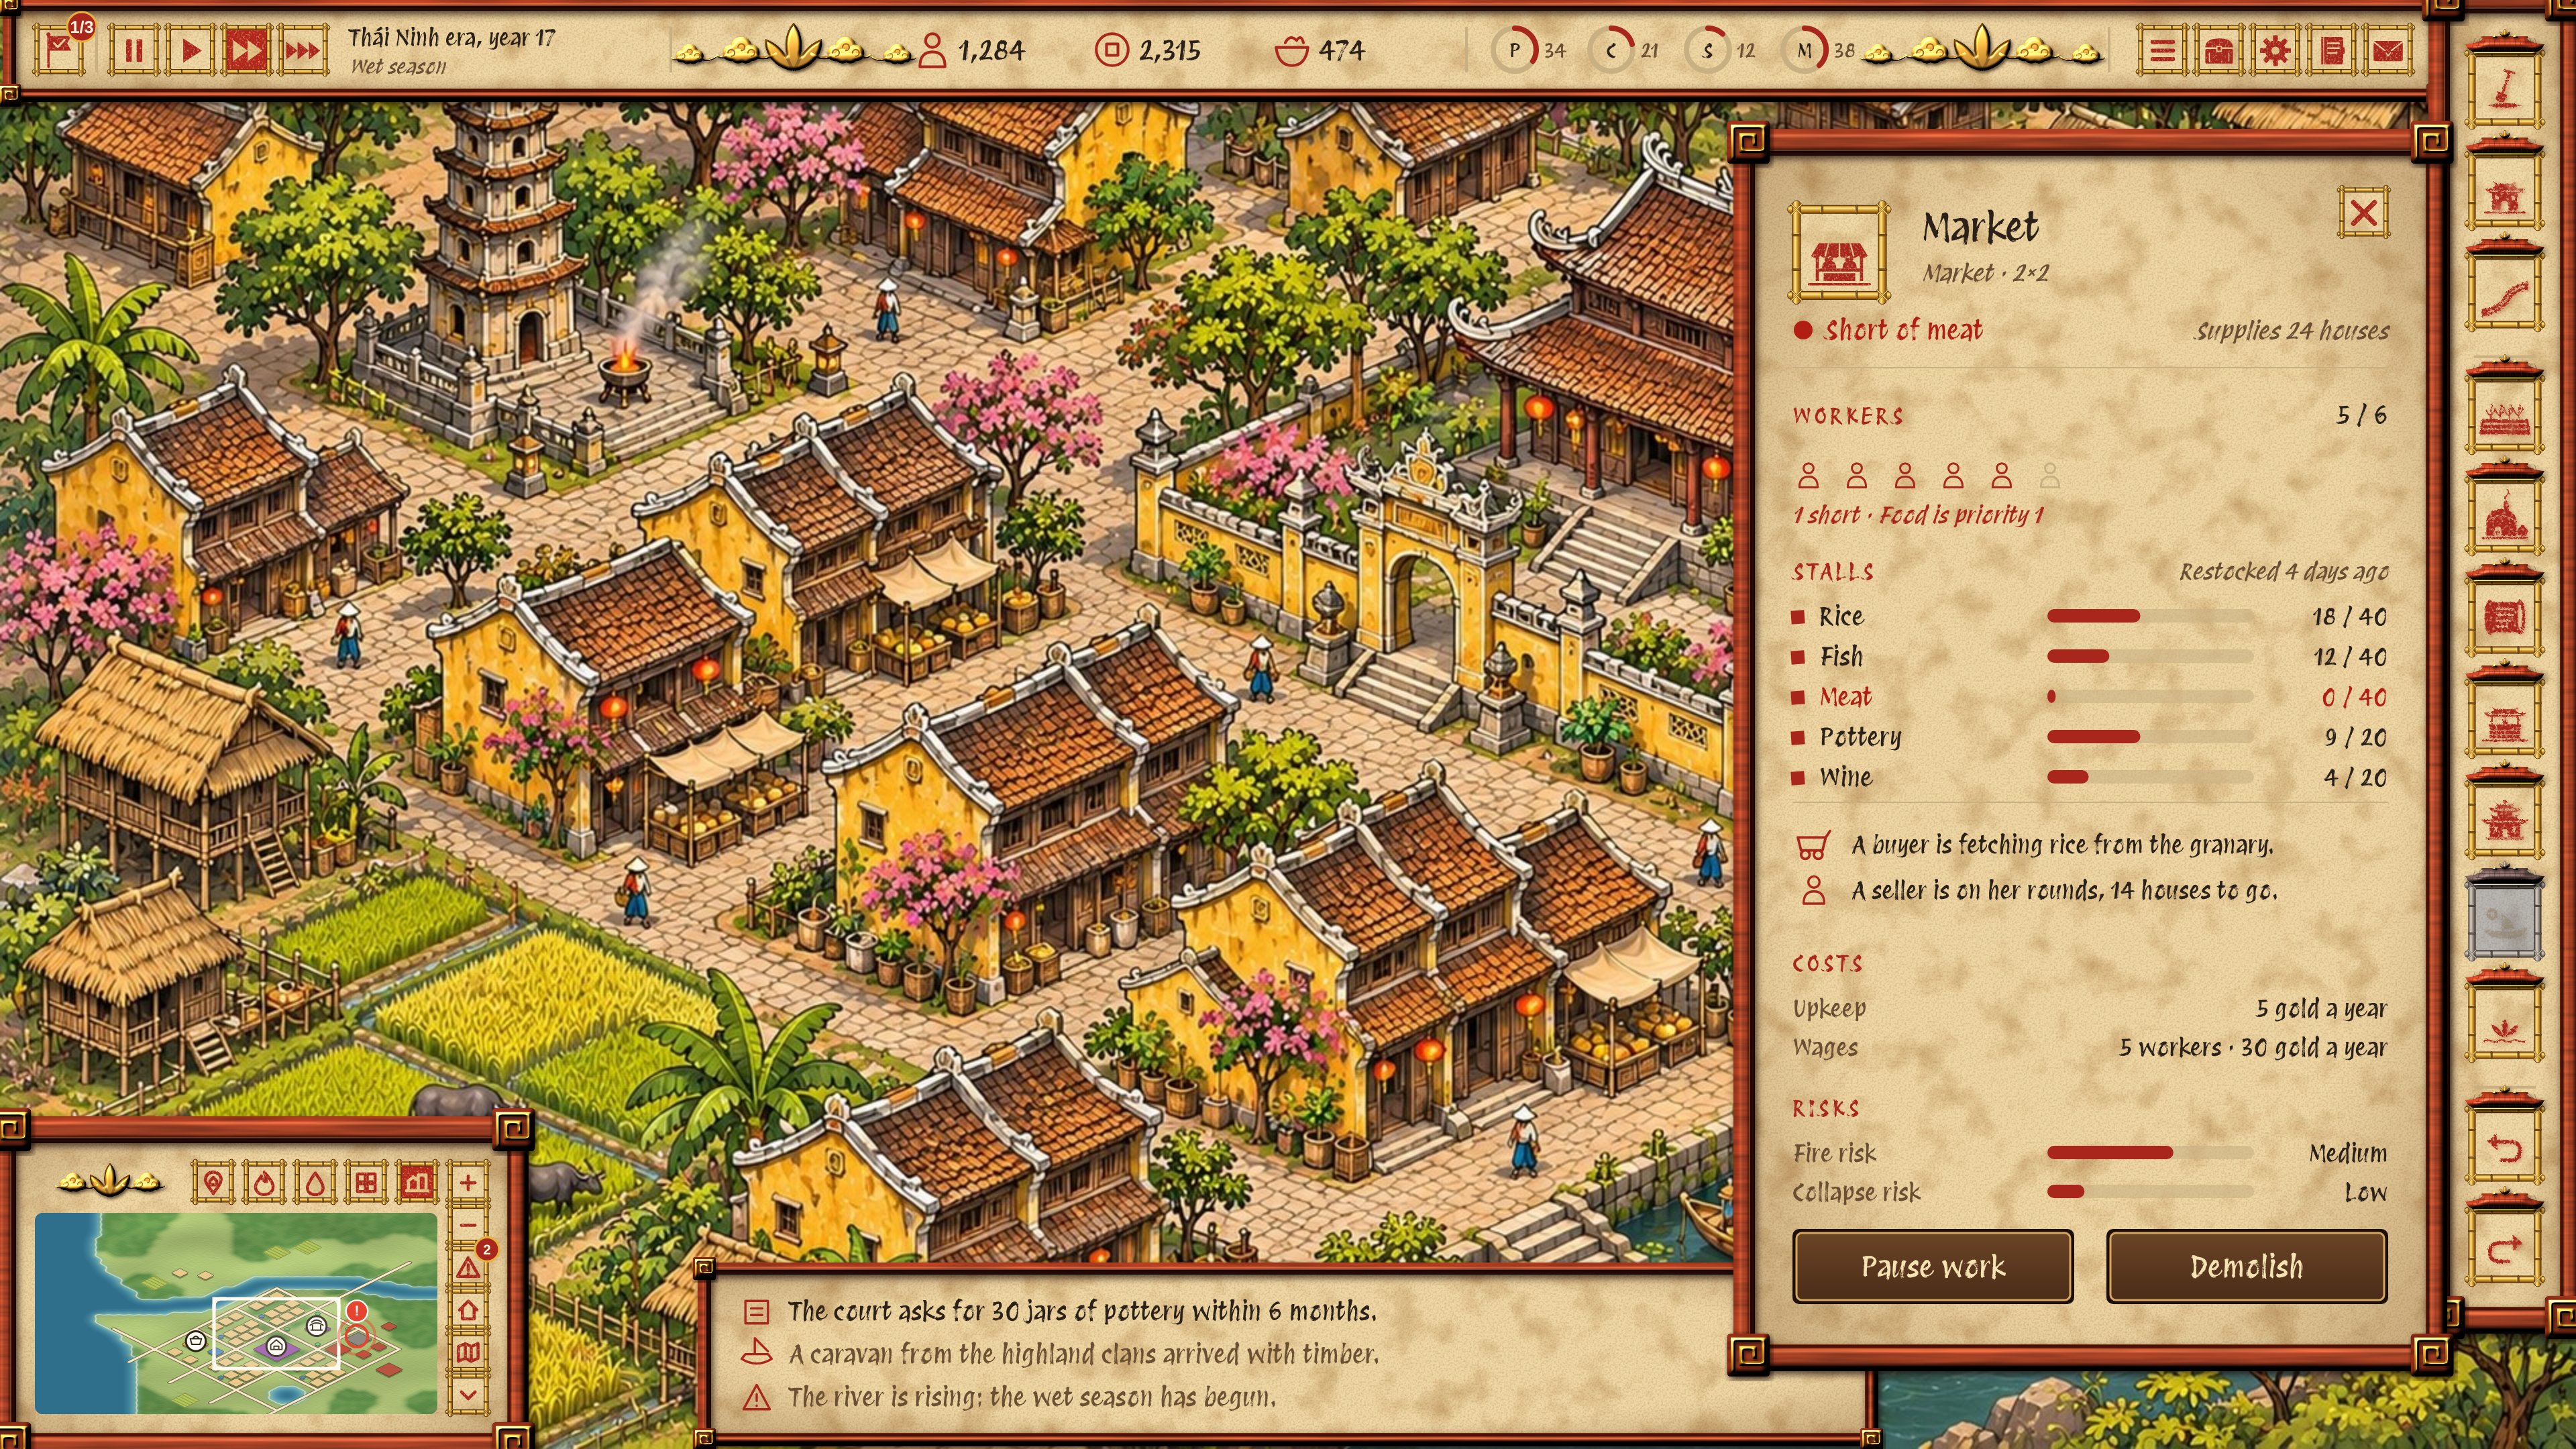 1/3
Thái Ninh era, year 17
Wet season
1,284
2,315
474
P 34
C 21
S 12
M 38
Market
Market · 2×2
Short of meat
Supplies 24 houses
WORKERS
5 / 6
1 short · Food is priority 1
STALLS
Restocked 4 days ago
Rice 18 / 40
Fish 12 / 40
Meat 0 / 40
Pottery 9 / 20
Wine 4 / 20
A buyer is fetching rice from the granary.
A seller is on her rounds, 14 houses to go.
COSTS
Upkeep 5 gold a year
Wages 5 workers · 30 gold a year
RISKS
Fire risk Medium
Collapse risk Low
Pause work
Demolish
2
!
The court asks for 30 jars of pottery within 6 months.
A caravan from the highland clans arrived with timber.
The river is rising: the wet season has begun.